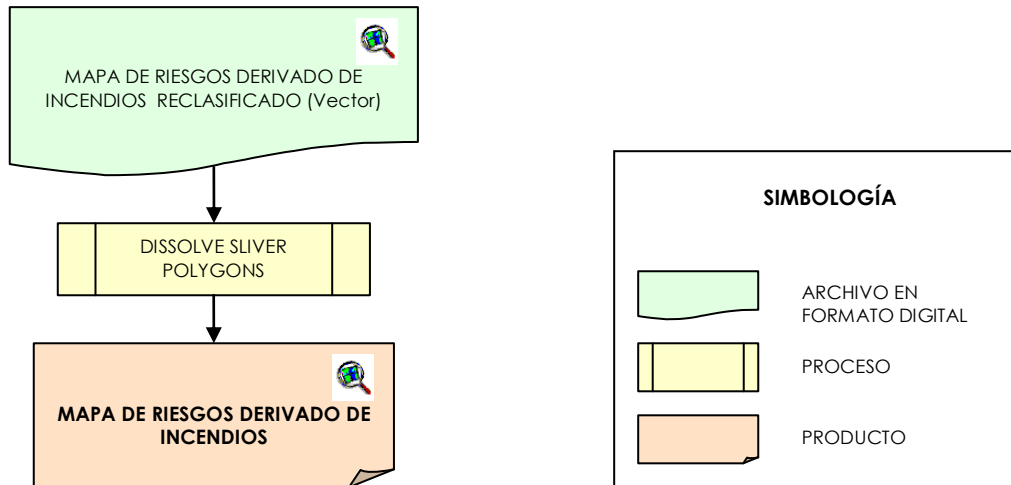 MAPA DE RIESGOS DERIVADO DE
INCENDIOS RECLASIFICADO (Vector)
DISSOLVE SLIVER
POLYGONS
MAPA DE RIESGOS DERIVADO DE
INCENDIOS
SIMBOLOGÍA
ARCHIVO EN
FORMATO DIGITAL
PROCESO
PRODUCTO